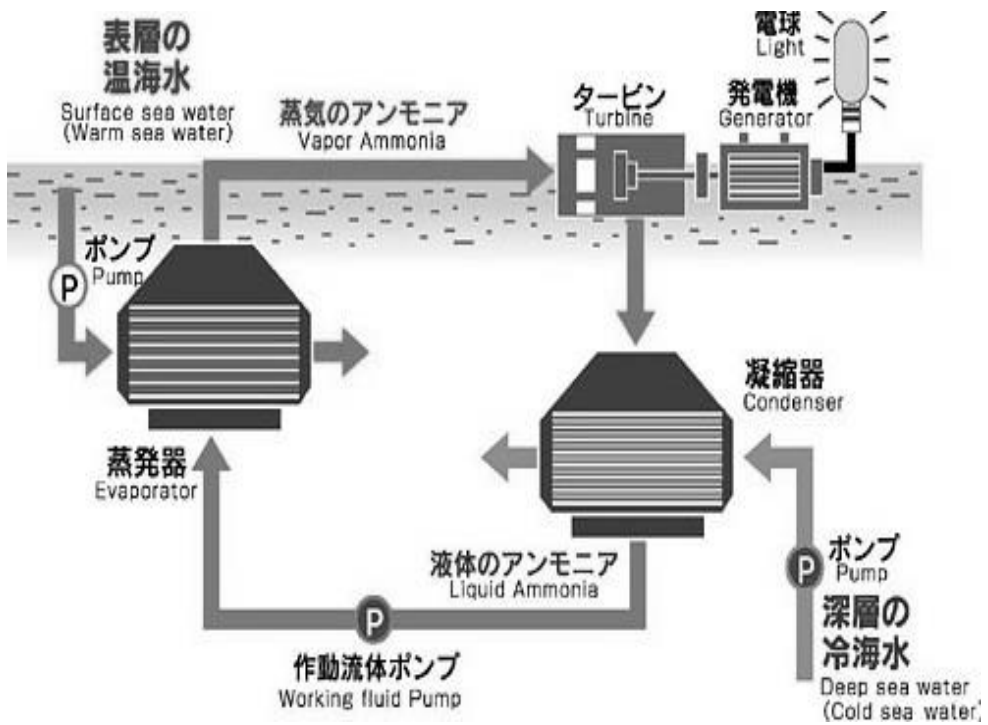 表層の
温海水
Surface sea water
(Warm sea water)
蒸気のアンモニア
Vapor Ammonia
タービン
Turbine
発電機
Generator
電球
Light
ポンプ
Pump
P
蒸発器
Evaporator
凝縮器
Condenser
液体のアンモニア
Liquid Ammonia
P
作動流体ポンプ
Working fluid Pump
P
ポンプ
Pump
深層の
冷海水
Deep sea water
(Cold sea water)